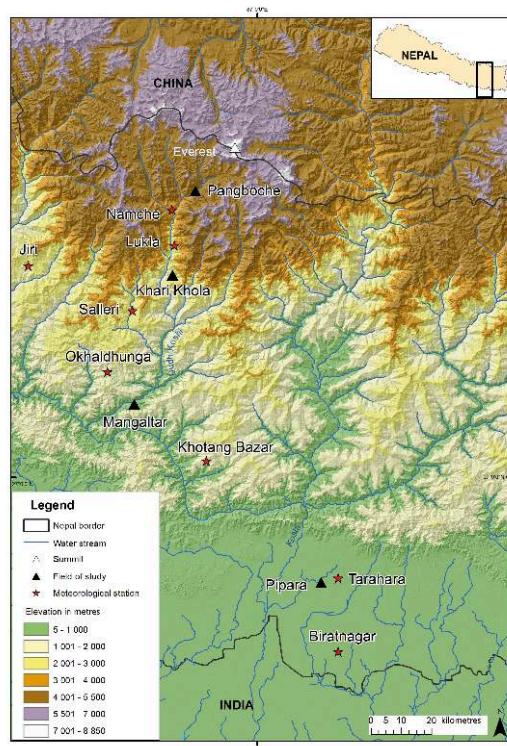 NEPAL
CHINA
Everest
Pangboche
Namche
Lukla
Jiri
Khari Khola
Salleri
Okhaldhunga
Mangaltar
Khotang Bazar
Pipara
Tarahara
Biratnagar
INDIA
Legend
Nepal border
Water stream
Summit
Field of study
Meteorological station
Elevation in metres
5 - 1 000
1 001 - 2 000
2 001 - 3 000
3 001 - 4 000
4 001 - 5 500
5 501 - 7 000
7 001 - 8 850
0 5 10 20 kilometres
N